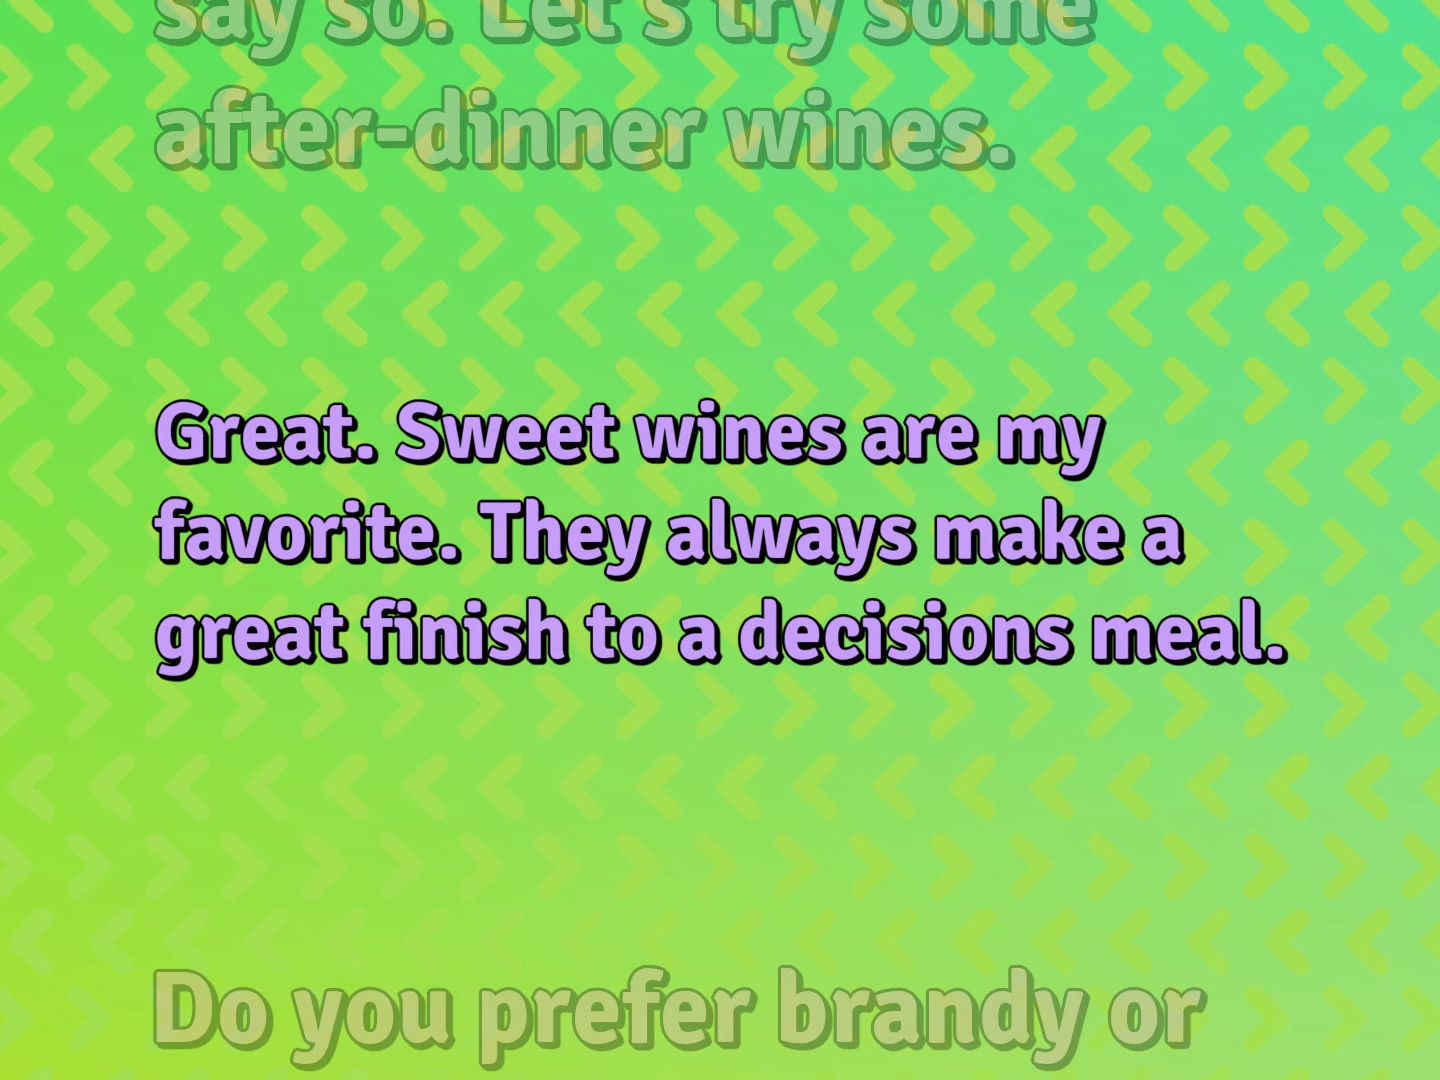 say so. Let's try some
after-dinner wines.
Great. Sweet wines are my
favorite. They always make a
great finish to a decisions meal.
Do you prefer brandy or